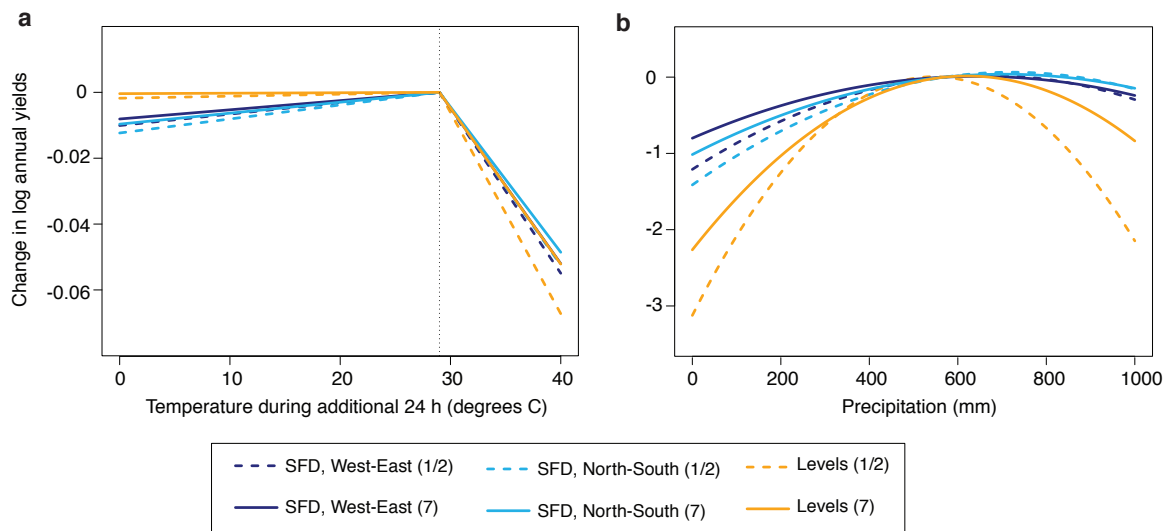 a
b
Change in log annual yields
0
-0.02
-0.04
-0.06
0 10 20 30 40
Temperature during additional 24 h (degrees C)
0
-1
-2
-3
0 200 400 600 800 1000
Precipitation (mm)
SFD, West-East (1/2) SFD, North-South (1/2) Levels (1/2)
SFD, West-East (7) SFD, North-South (7) Levels (7)